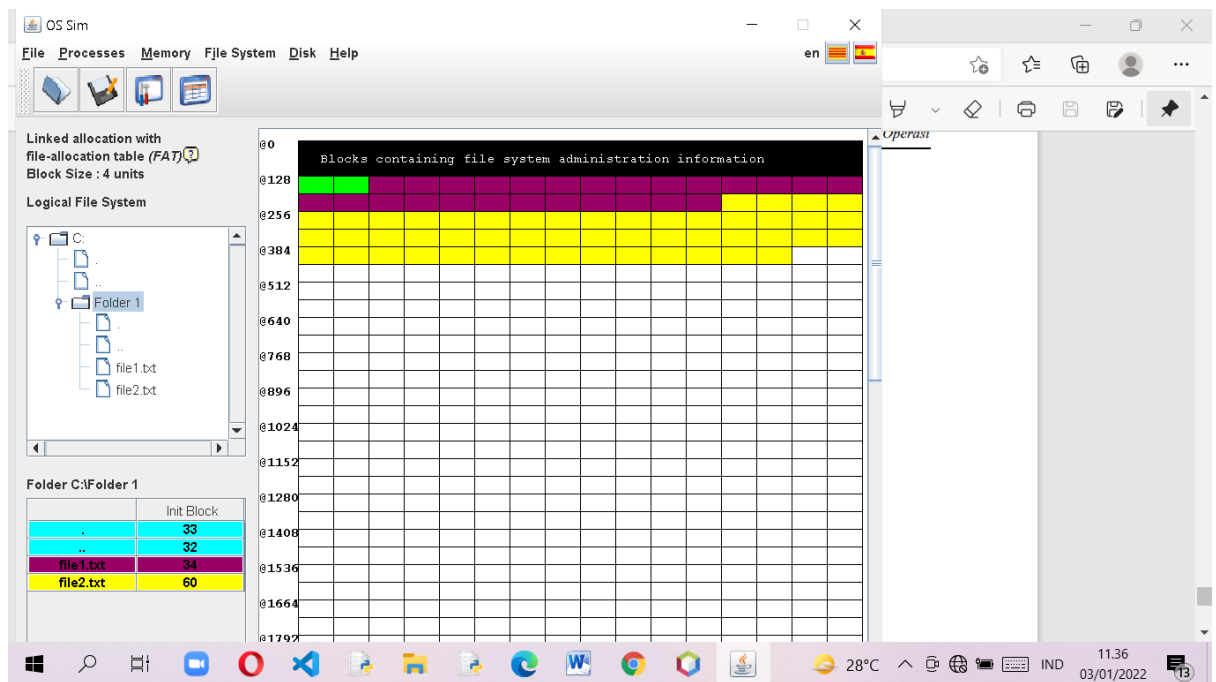 OS Sim
File Processes Memory File System Disk Help
en
Linked allocation with
file-allocation table (FAT)
Block Size : 4 units
Logical File System
C:
.
..
Folder 1
.
..
file1.txt
file2.txt
Folder C:\Folder 1
Init Block
. 33
.. 32
file1.txt 34
file2.txt 60
@0
Blocks containing file system administration information
@128
@256
@384
@512
@640
@768
@896
@1024
@1152
@1280
@1408
@1536
@1664
@1792
Operasi
28°C
IND
11.36
03/01/2022
13